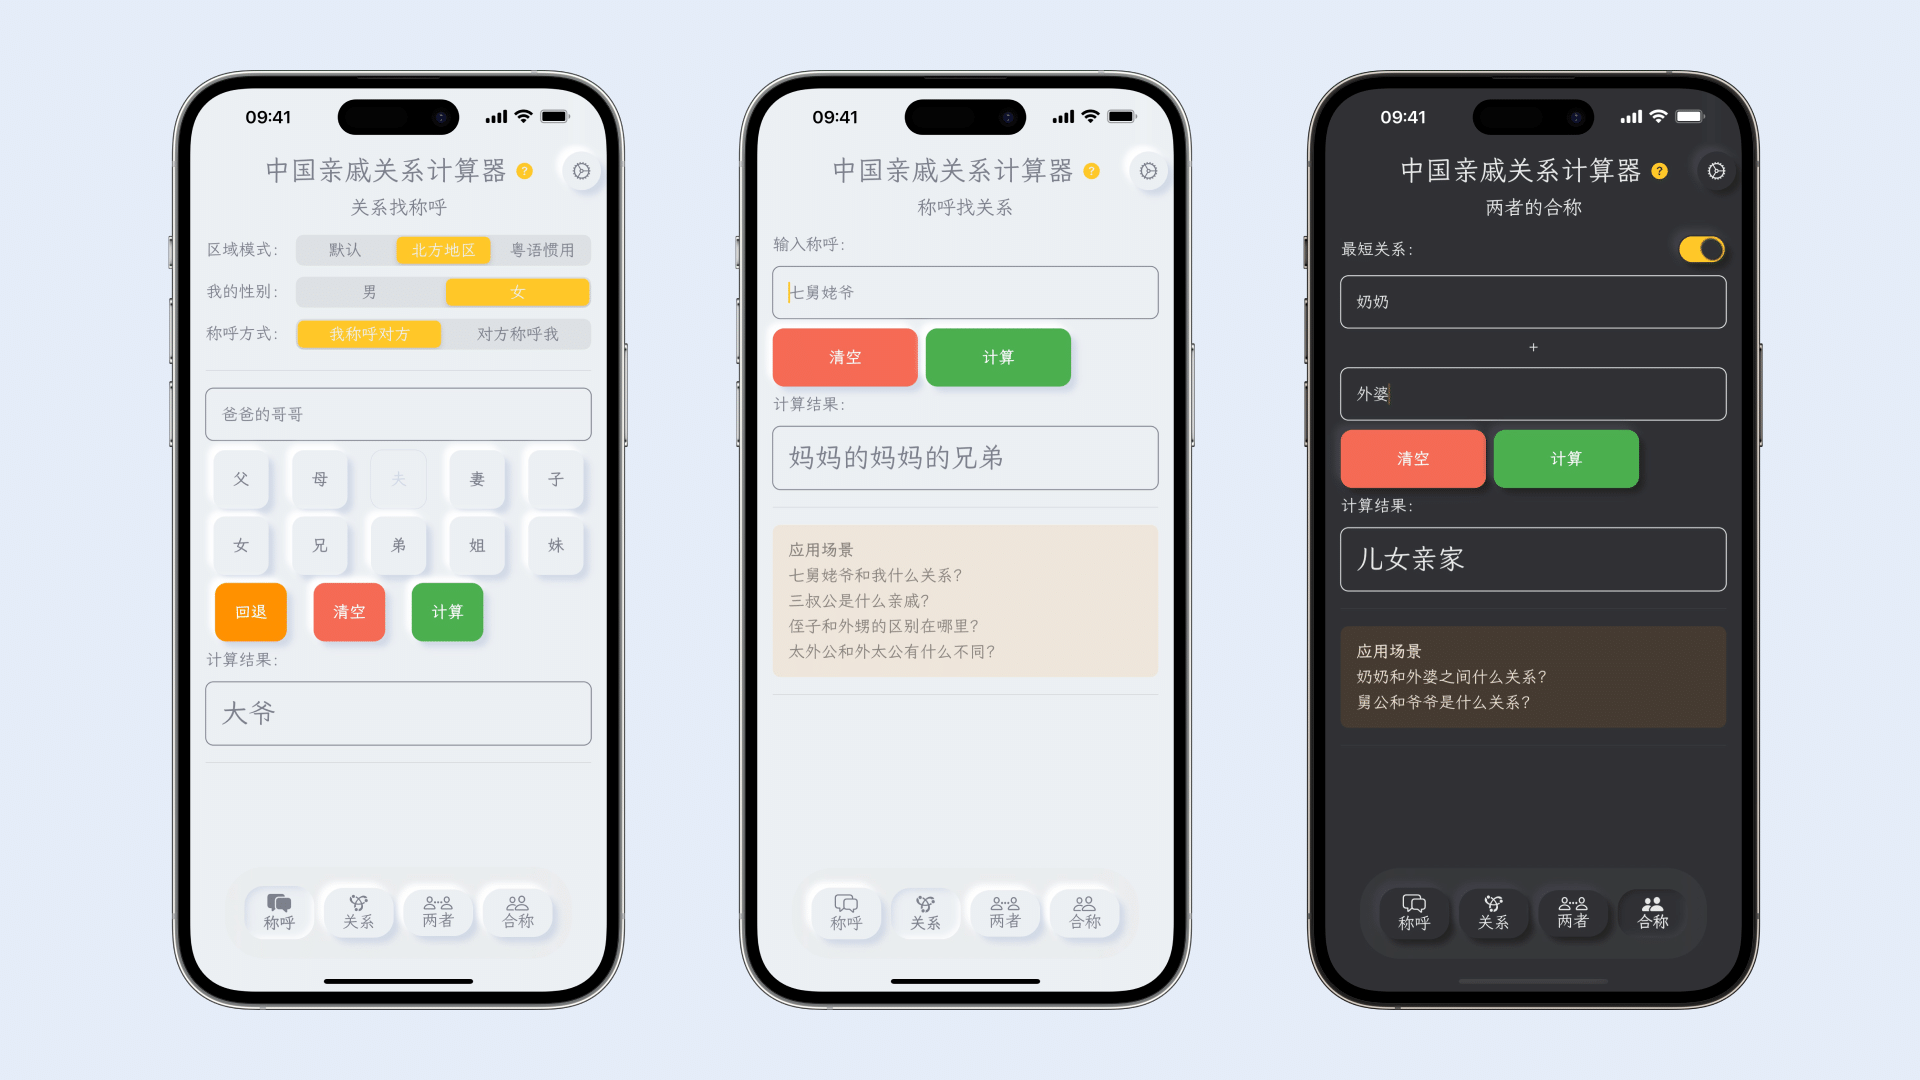 09:41
中国亲戚关系计算器 ?
关系找称呼
区域模式: 默认 北方地区 粤语惯用
我的性别: 男 女
称呼方式: 我称呼对方 对方称呼我
爸爸的哥哥
父 母 夫 妻 子
女 兄 弟 姐 妹
回退 清空 计算
计算结果:
大爷
称呼 关系 两者 合称
09:41
中国亲戚关系计算器 ?
称呼找关系
输入称呼:
七舅姥爷
清空 计算
计算结果:
妈妈的妈妈的兄弟
应用场景
七舅姥爷和我什么关系?
三叔公是什么亲戚?
侄子和外甥的区别在哪里?
太外公和外太公有什么不同?
称呼 关系 两者 合称
09:41
中国亲戚关系计算器 ?
两者的合称
最短关系:
奶奶
+
外婆
清空 计算
计算结果:
儿女亲家
应用场景
奶奶和外婆之间什么关系?
舅公和爷爷是什么关系?
称呼 关系 两者 合称